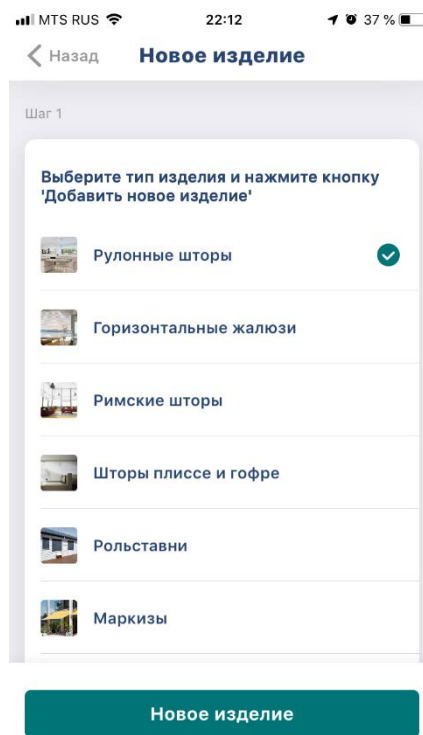 MTS RUS 22:12 37 %
Назад Новое изделие
Шаг 1
Выберите тип изделия и нажмите кнопку
'Добавить новое изделие'
Рулонные шторы
Горизонтальные жалюзи
Римские шторы
Шторы плиссе и гофре
Рольставни
Маркизы
Новое изделие